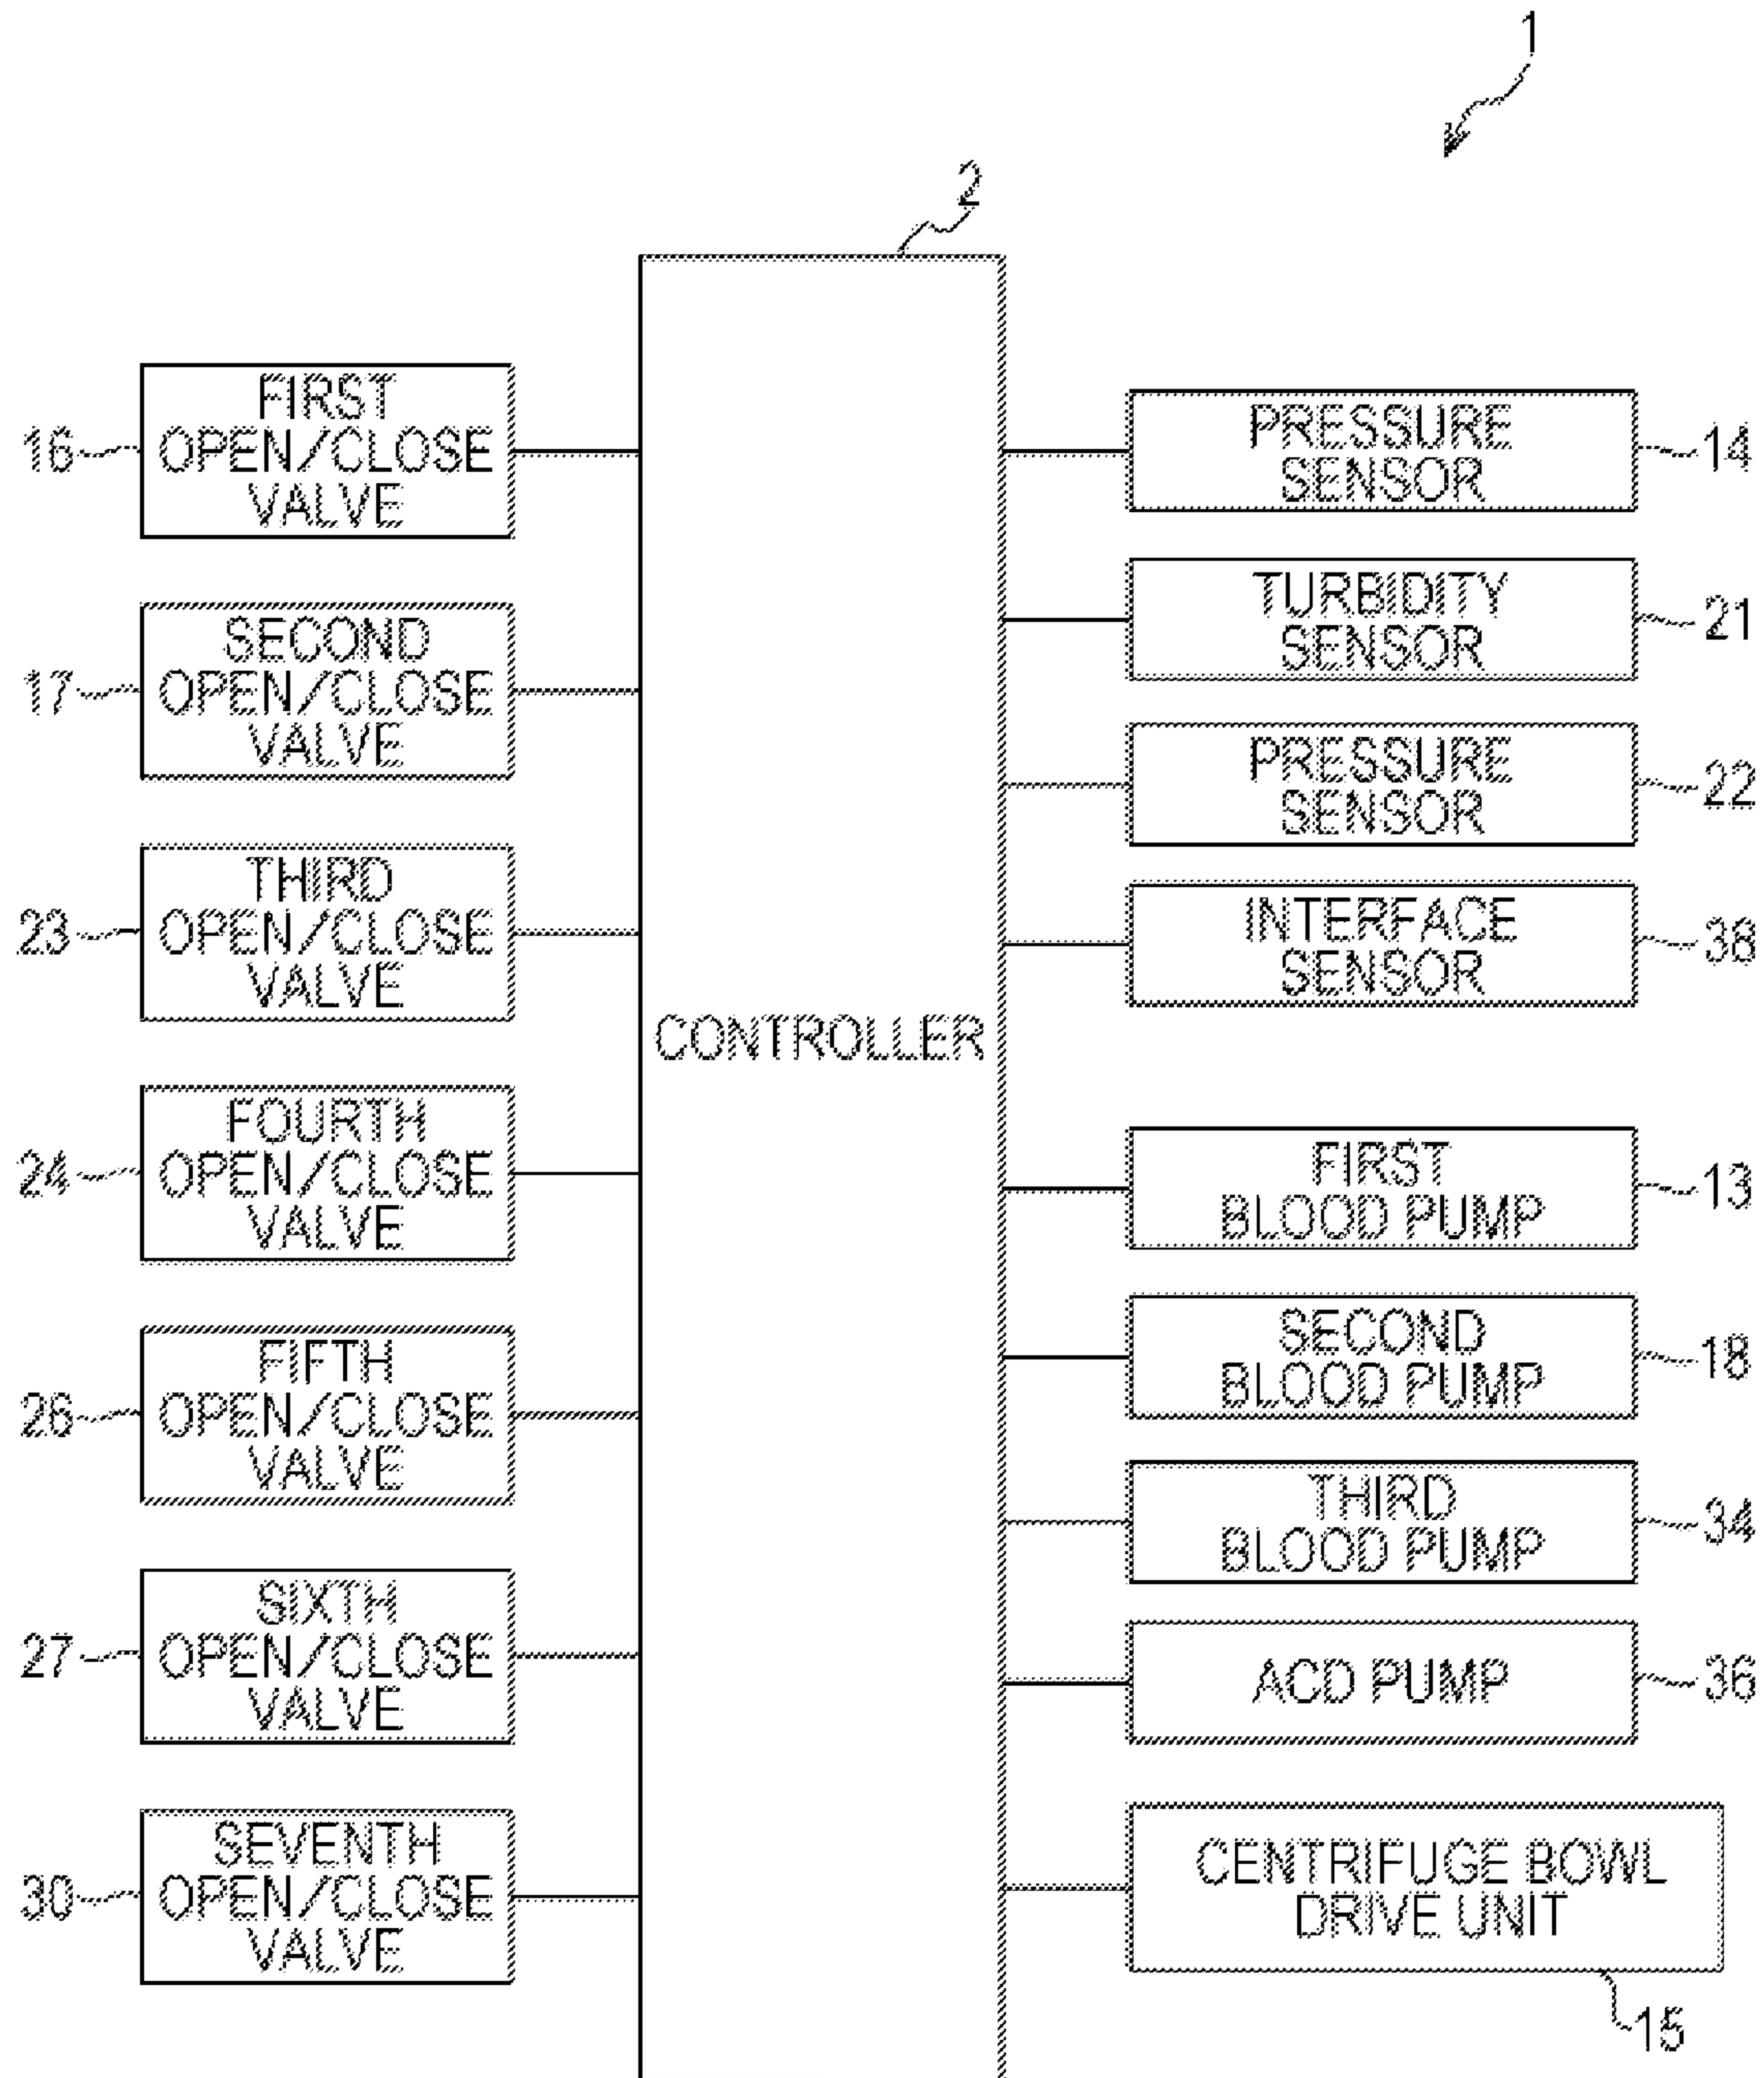 1
2
16
FIRST
OPEN/CLOSE
VALVE
17
SECOND
OPEN/CLOSE
VALVE
23
THIRD
OPEN/CLOSE
VALVE
24
FOURTH
OPEN/CLOSE
VALVE
26
FIFTH
OPEN/CLOSE
VALVE
27
SIXTH
OPEN/CLOSE
VALVE
30
SEVENTH
OPEN/CLOSE
VALVE
CONTROLLER
PRESSURE
SENSOR
14
TURBIDITY
SENSOR
21
PRESSURE
SENSOR
22
INTERFACE
SENSOR
38
FIRST
BLOOD PUMP
13
SECOND
BLOOD PUMP
18
THIRD
BLOOD PUMP
34
ACD PUMP
36
CENTRIFUGE BOWL
DRIVE UNIT
15